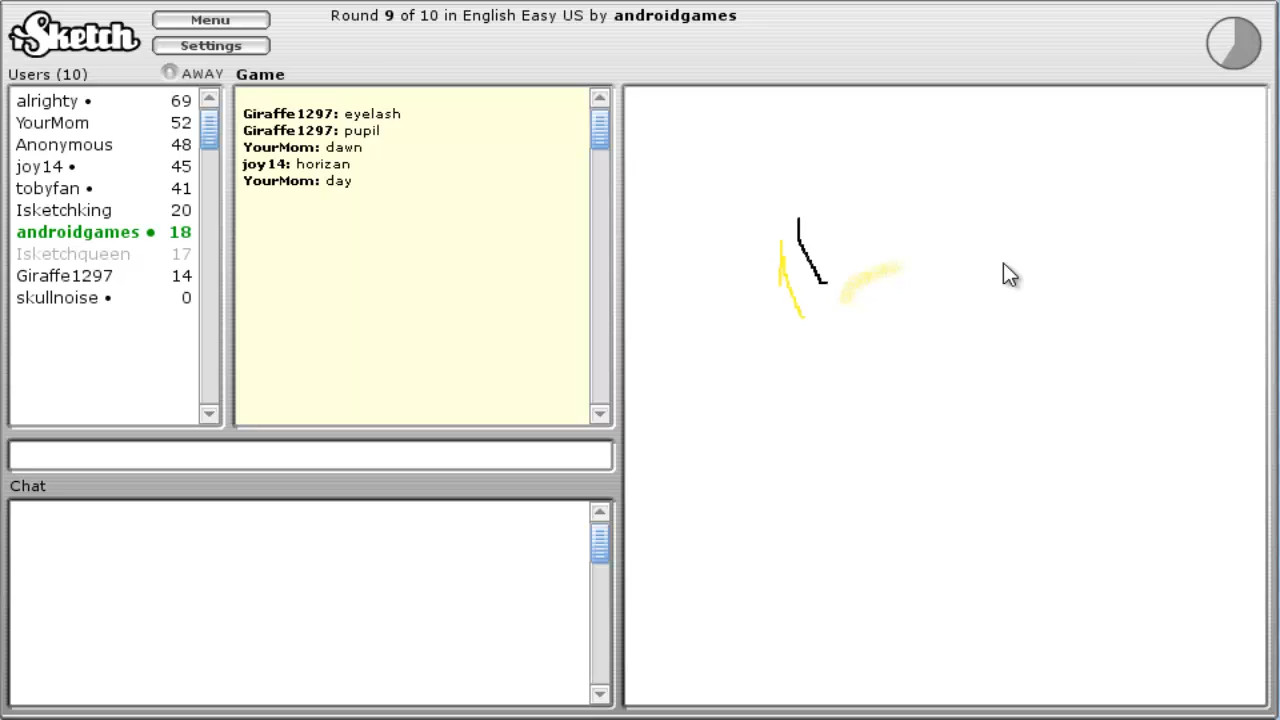 iSketch
Menu
Settings
Round 9 of 10 in English Easy US by androidgames
Users (10)
AWAY
Game
alrighty • 69
YourMom 52
Anonymous 48
joy14 • 45
tobyfan • 41
Isketchking 20
androidgames • 18
Isketchqueen 17
Giraffe1297 14
skullnoise • 0
Giraffe1297: eyelash
Giraffe1297: pupil
YourMom: dawn
joy14: horizan
YourMom: day
Chat